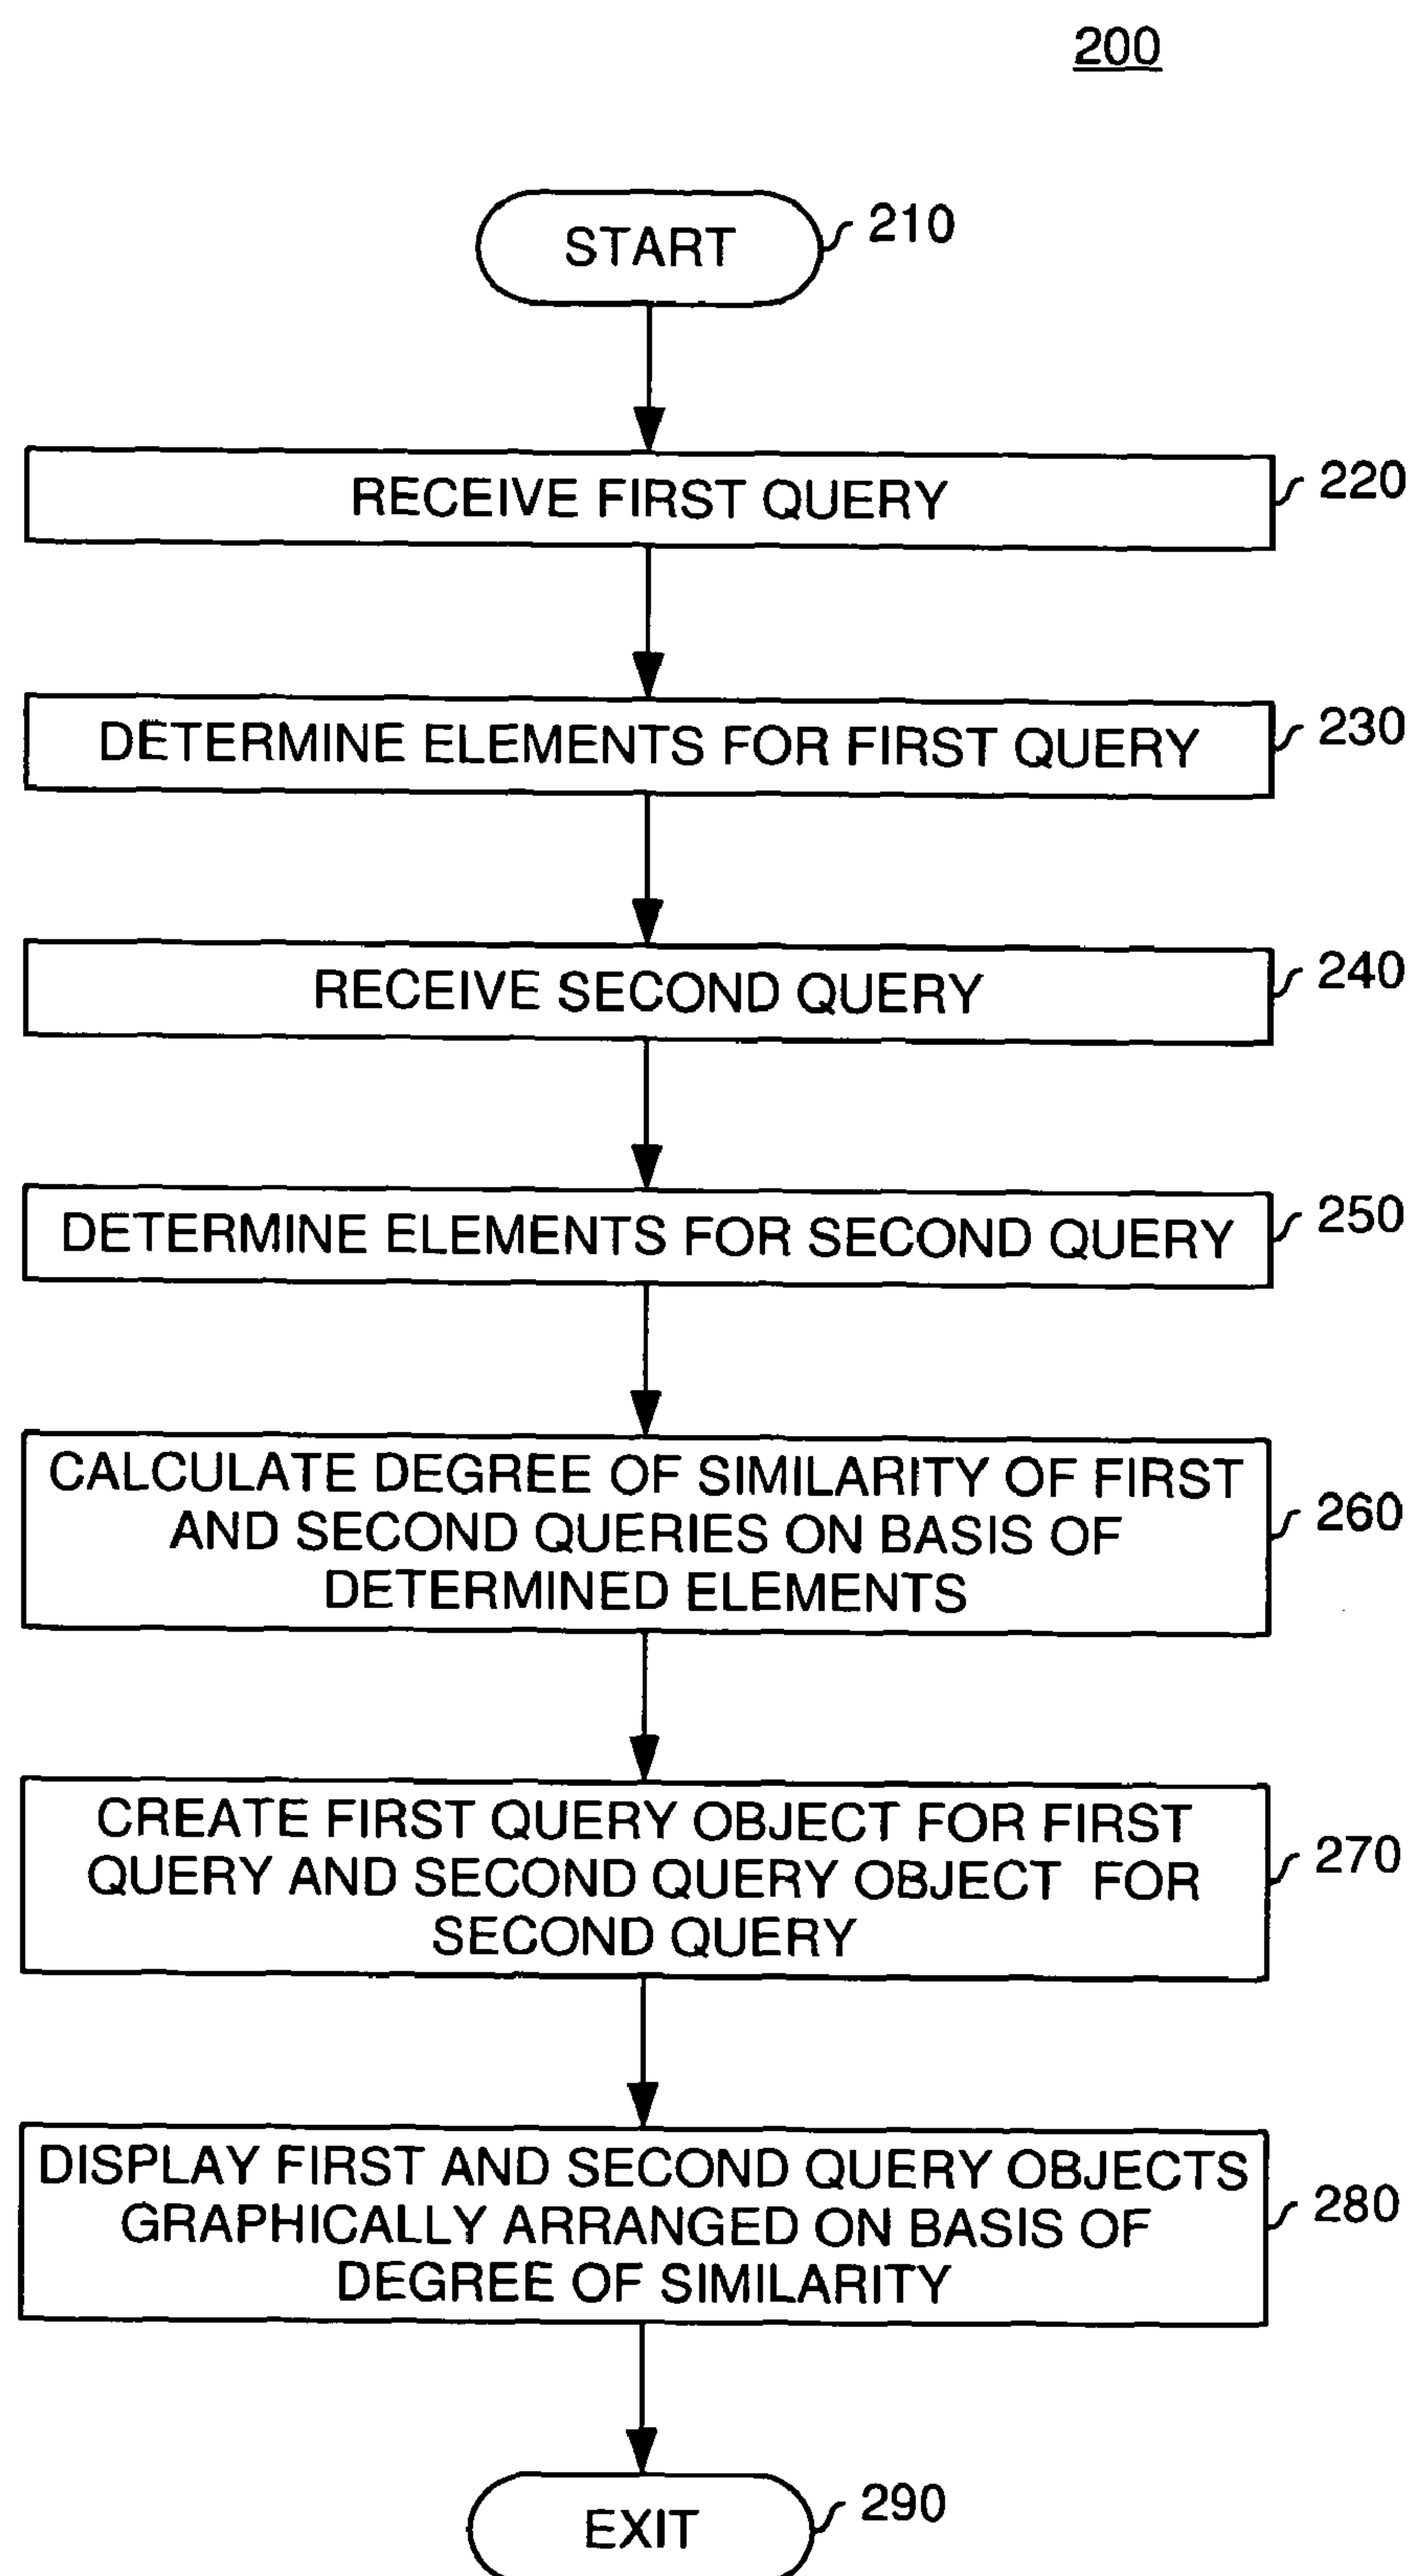 200
START
210
RECEIVE FIRST QUERY
220
DETERMINE ELEMENTS FOR FIRST QUERY
230
RECEIVE SECOND QUERY
240
DETERMINE ELEMENTS FOR SECOND QUERY
250
CALCULATE DEGREE OF SIMILARITY OF FIRST
AND SECOND QUERIES ON BASIS OF
DETERMINED ELEMENTS
260
CREATE FIRST QUERY OBJECT FOR FIRST
QUERY AND SECOND QUERY OBJECT FOR
SECOND QUERY
270
DISPLAY FIRST AND SECOND QUERY OBJECTS
GRAPHICALLY ARRANGED ON BASIS OF
DEGREE OF SIMILARITY
280
EXIT
290